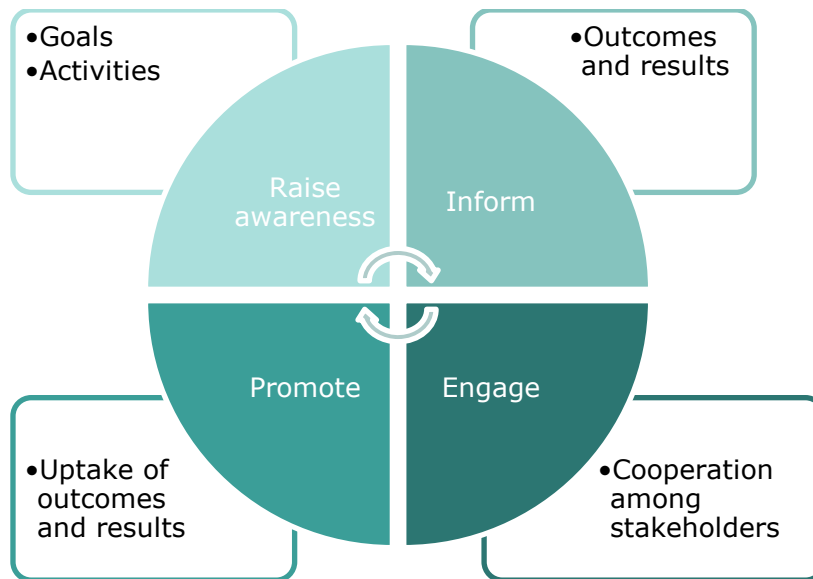 •Goals
•Activities
•Outcomes
and results
Raise
awareness
Inform
Promote
Engage
•Uptake of
outcomes
and results
•Cooperation
among
stakeholders